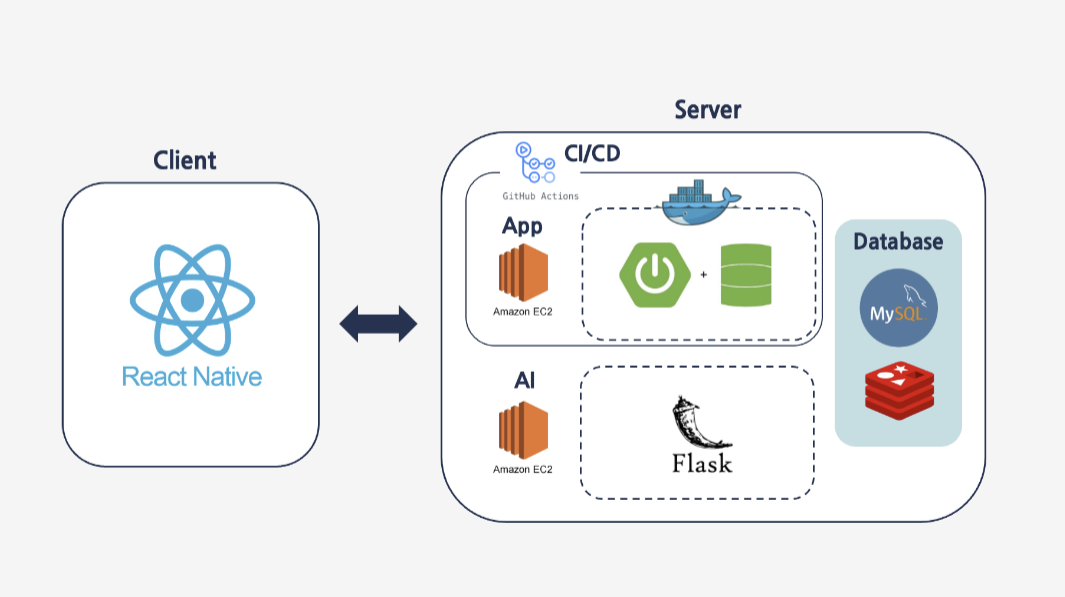 Server
Client
CI/CD
GitHub Actions
App
Amazon EC2
+
Database
MySQL
React Native
AI
Amazon EC2
Flask